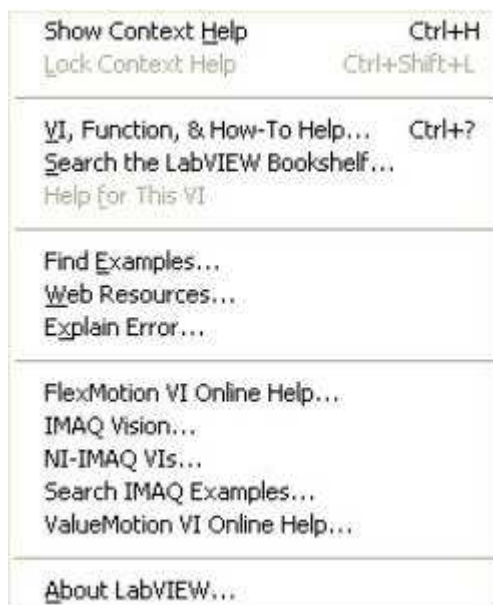 Show Context Help Ctrl+H
Lock Context Help Ctrl+Shift+L
VI, Function, & How-To Help... Ctrl+?
Search the LabVIEW Bookshelf...
Help for This VI
Find Examples...
Web Resources...
Explain Error...
FlexMotion VI Online Help...
IMAQ Vision...
NI-IMAQ VIs...
Search IMAQ Examples...
ValueMotion VI Online Help...
About LabVIEW...